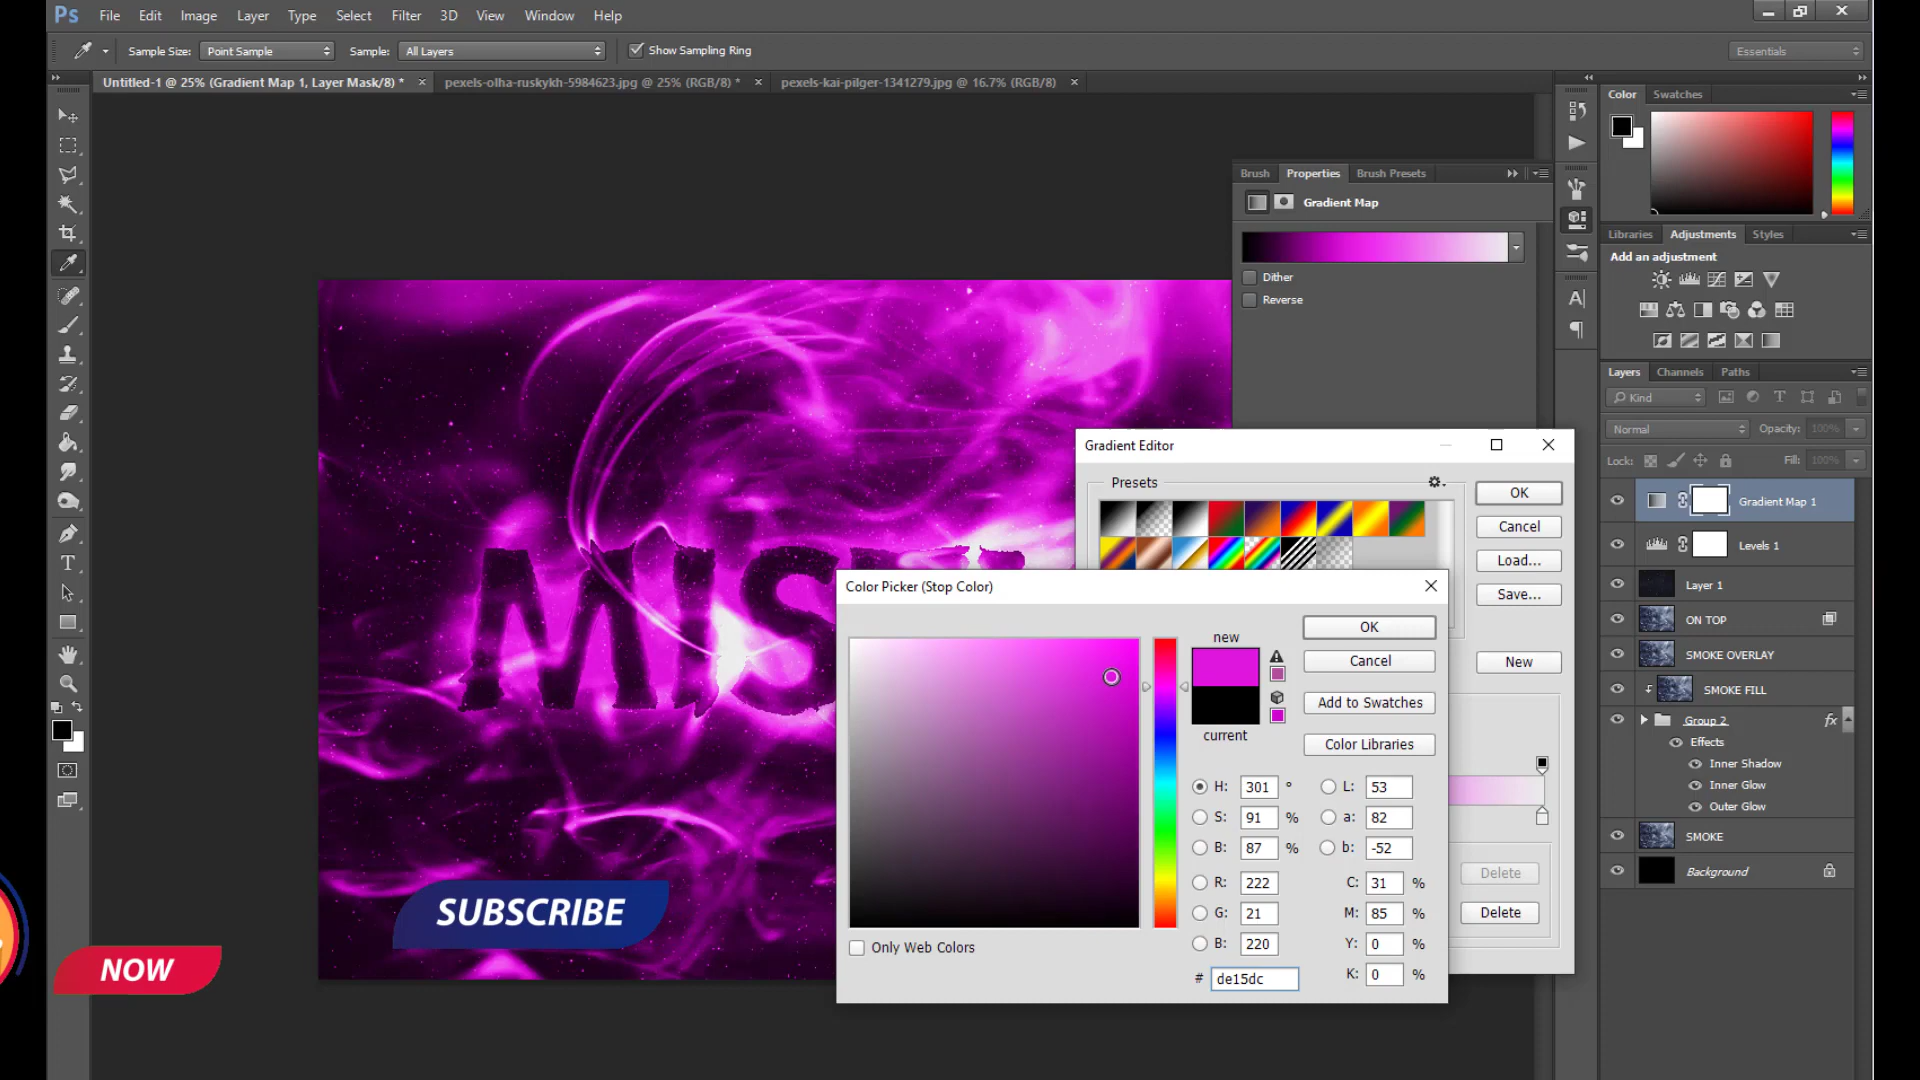 Ps File Edit Image Layer Type Select Filter 3D View Window Help
Sample Size: Point Sample Sample: All Layers Show Sampling Ring Essentials
Untitled-1 @ 25% (Gradient Map 1, Layer Mask/8) * × pexels-olha-ruskykh-5984623.jpg @ 25% (RGB/8) * × pexels-kai-pilger-1341279.jpg @ 16.7% (RGB/8) ×
Color Swatches
Brush Properties Brush Presets
Gradient Map
Dither
Reverse
Libraries Adjustments Styles
Add an adjustment
Layers Channels Paths
Kind
Normal Opacity: 100%
Lock: Fill: 100%
Gradient Map 1
Levels 1
Layer 1
ON TOP
SMOKE OVERLAY
SMOKE FILL
Group 2 fx
Effects
Inner Shadow
Inner Glow
Outer Glow
SMOKE
Background
Gradient Editor
Presets
OK
Cancel
Load...
Save...
New
Delete
Delete
Color Picker (Stop Color)
new
current
OK
Cancel
Add to Swatches
Color Libraries
H: 301 ° L: 53
S: 91 % a: 82
B: 87 % b: -52
R: 222 C: 31 %
G: 21 M: 85 %
B: 220 Y: 0 %
# de15dc K: 0 %
Only Web Colors
MIS
SUBSCRIBE
NOW